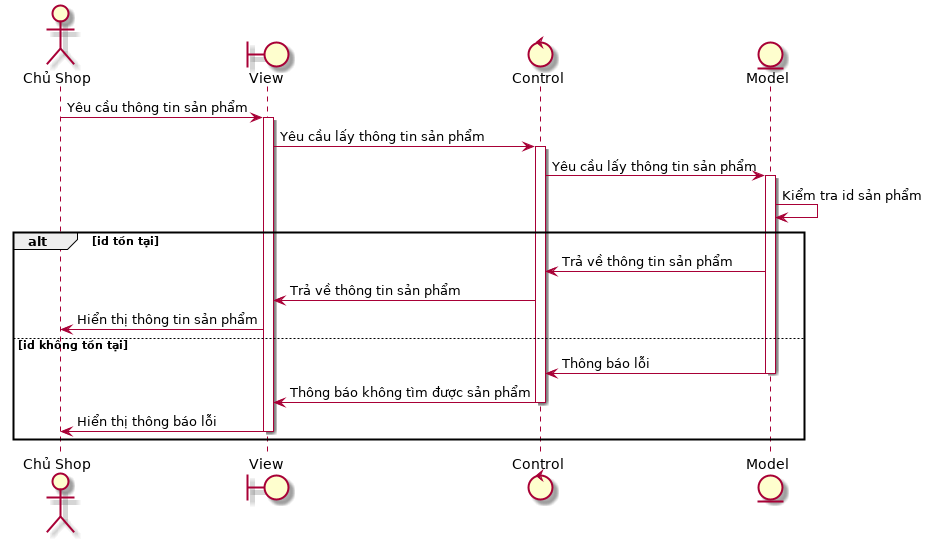 Chủ Shop
View
Control
Model
Yêu cầu thông tin sản phẩm
Yêu cầu lấy thông tin sản phẩm
Yêu cầu lấy thông tin sản phẩm
Kiểm tra id sản phẩm
alt
[id tồn tại]
Trả về thông tin sản phẩm
Trả về thông tin sản phẩm
Hiển thị thông tin sản phẩm
[id không tồn tại]
Thông báo lỗi
Thông báo không tìm được sản phẩm
Hiển thị thông báo lỗi
Chủ Shop
View
Control
Model